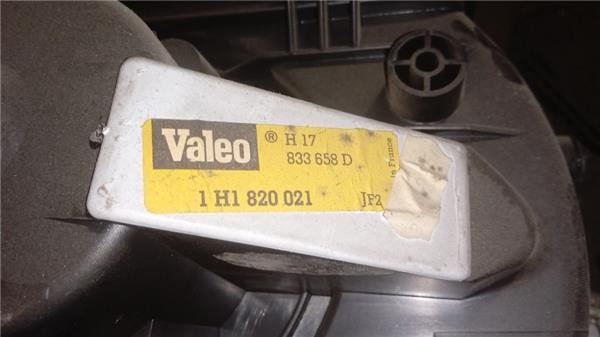 Valeo ® H 17
833 658 D
in France
1 H1 820 021 JF2